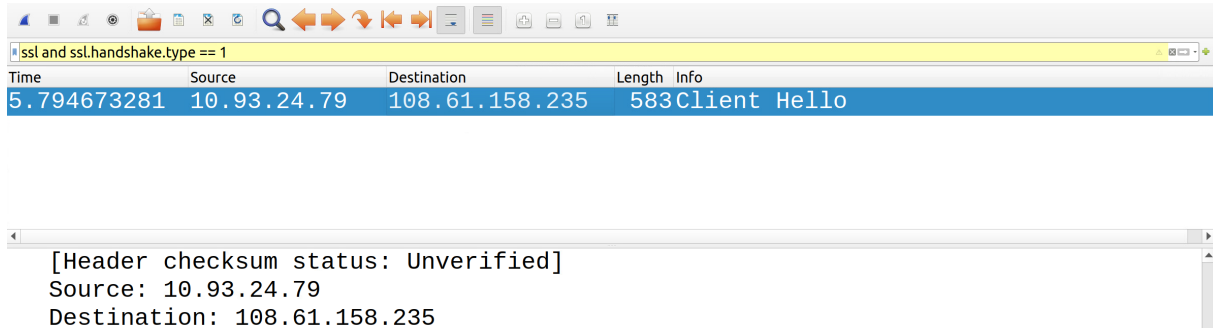 ssl and ssl.handshake.type == 1
Time Source Destination Length Info
5.794673281 10.93.24.79 108.61.158.235 583 Client Hello
[Header checksum status: Unverified]
Source: 10.93.24.79
Destination: 108.61.158.235